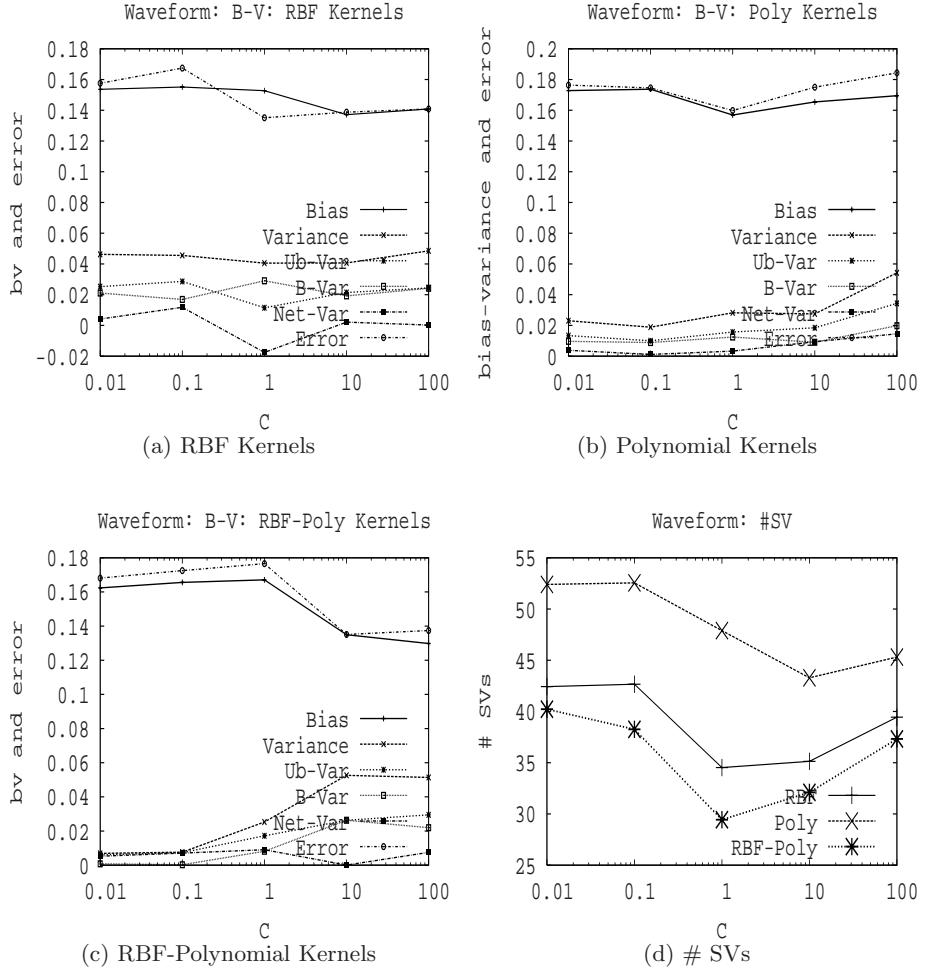 Waveform: B-V: RBF Kernels
0.18
0.16
0.14
0.12
0.1
0.08
0.06
0.04
0.02
0
-0.02
bv and error
Bias
Variance
Ub-Var
B-Var
Net-Var
Error
0.01 0.1 1 10 100
C
(a) RBF Kernels
Waveform: B-V: Poly Kernels
0.2
0.18
0.16
0.14
0.12
0.1
0.08
0.06
0.04
0.02
0
bias-variance and error
Bias
Variance
Ub-Var
B-Var
Net-Var
Error
0.01 0.1 1 10 100
C
(b) Polynomial Kernels
Waveform: B-V: RBF-Poly Kernels
0.18
0.16
0.14
0.12
0.1
0.08
0.06
0.04
0.02
0
bv and error
Bias
Variance
Ub-Var
B-Var
Net-Var
Error
0.01 0.1 1 10 100
C
(c) RBF-Polynomial Kernels
Waveform: #SV
55
50
45
40
35
30
25
# SVs
RBF
Poly
RBF-Poly
0.01 0.1 1 10 100
C
(d) # SVs